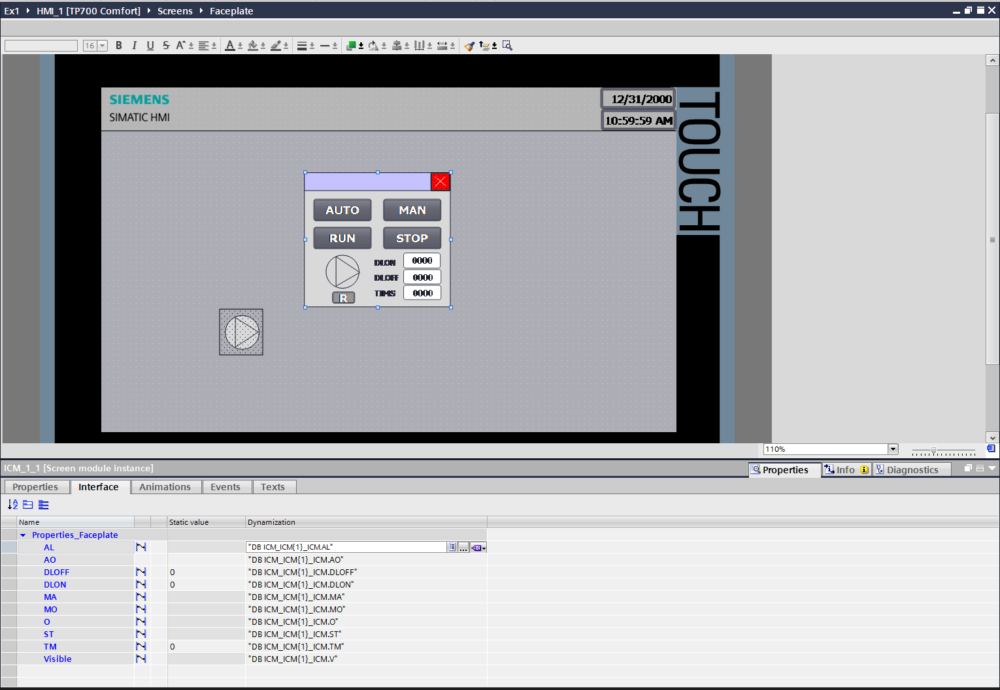 Ex1 HMI_1 [TP700 Comfort] Screens Faceplate
16 B I U S A A
SIEMENS
SIMATIC HMI
12/31/2000
10:59:59 AM
TOUCH
AUTO MAN
RUN STOP
DLON 0000
DLOFF 0000
TIMS 0000
R
110%
ICM_1_1 [Screen module instance]
Properties Info Diagnostics
Properties Interface Animations Events Texts
Name Static value Dynamization
Properties_Faceplate
AL "DB ICM_ICM{1}_ICM.AL" ...
AO "DB ICM_ICM{1}_ICM.AO"
DLOFF 0 "DB ICM_ICM{1}_ICM.DLOFF"
DLON 0 "DB ICM_ICM{1}_ICM.DLON"
MA "DB ICM_ICM{1}_ICM.MA"
MO "DB ICM_ICM{1}_ICM.MO"
O "DB ICM_ICM{1}_ICM.O"
ST "DB ICM_ICM{1}_ICM.ST"
TM 0 "DB ICM_ICM{1}_ICM.TM"
Visible "DB ICM_ICM{1}_ICM.V"